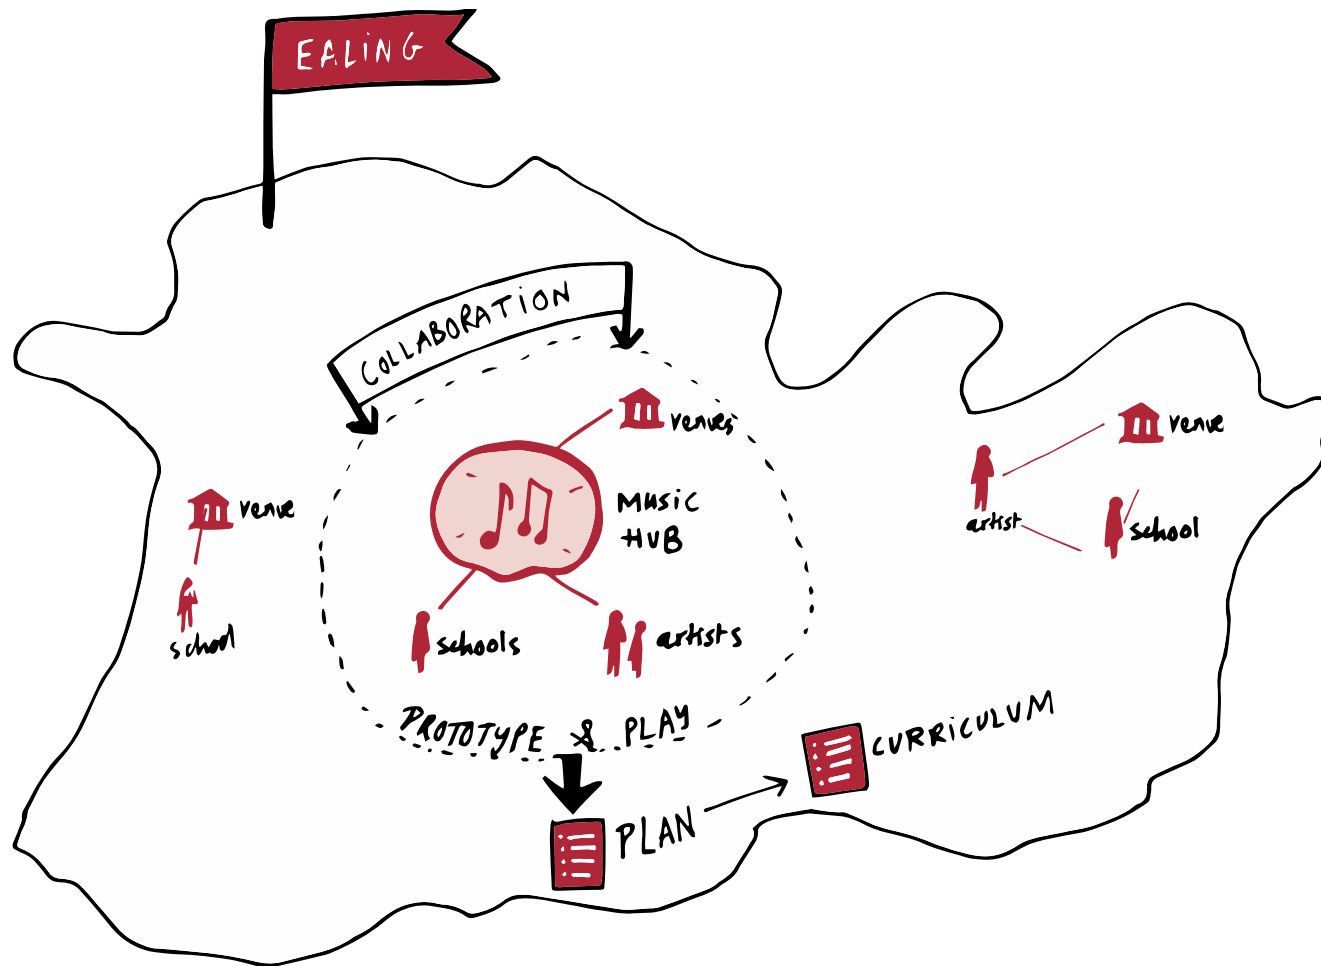 EALING
COLLABORATION
venues
MUSIC
HUB
schools
artists
venue
school
venue
artist
school
PROTOTYPE & PLAY
PLAN
CURRICULUM